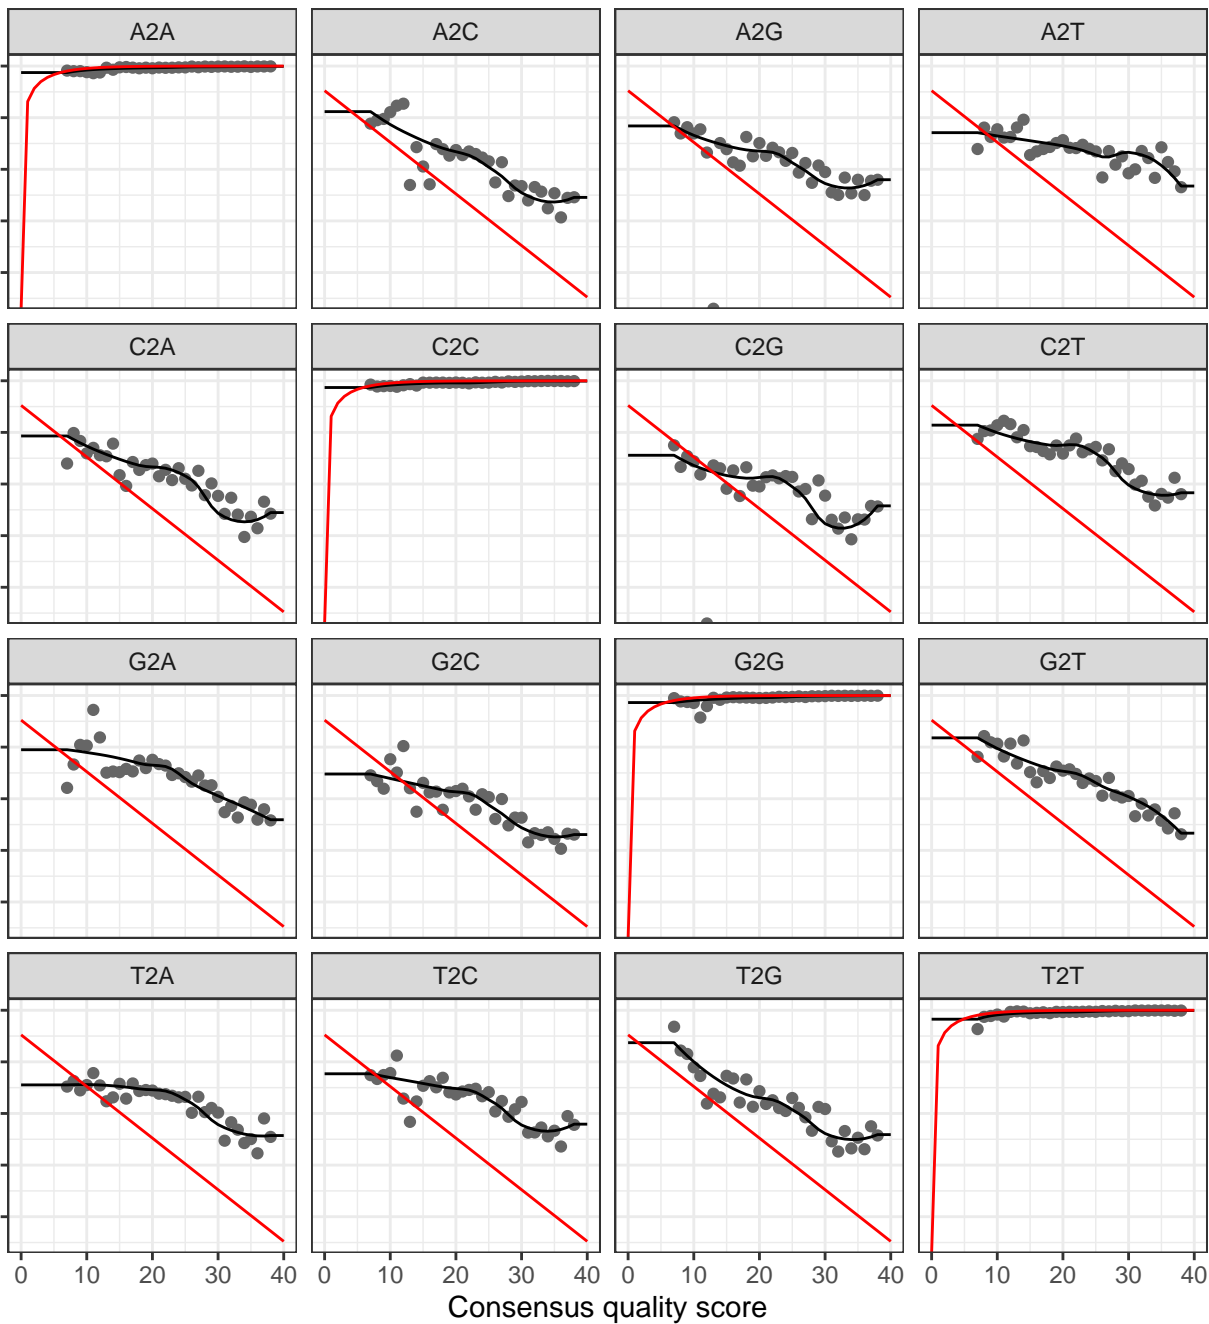 A2A A2C A2G A2T
C2A C2C C2G C2T
G2A G2C G2G G2T
T2A T2C T2G T2T
0 10 20 30 40 0 10 20 30 40 0 10 20 30 40 0 10 20 30 40
Consensus quality score